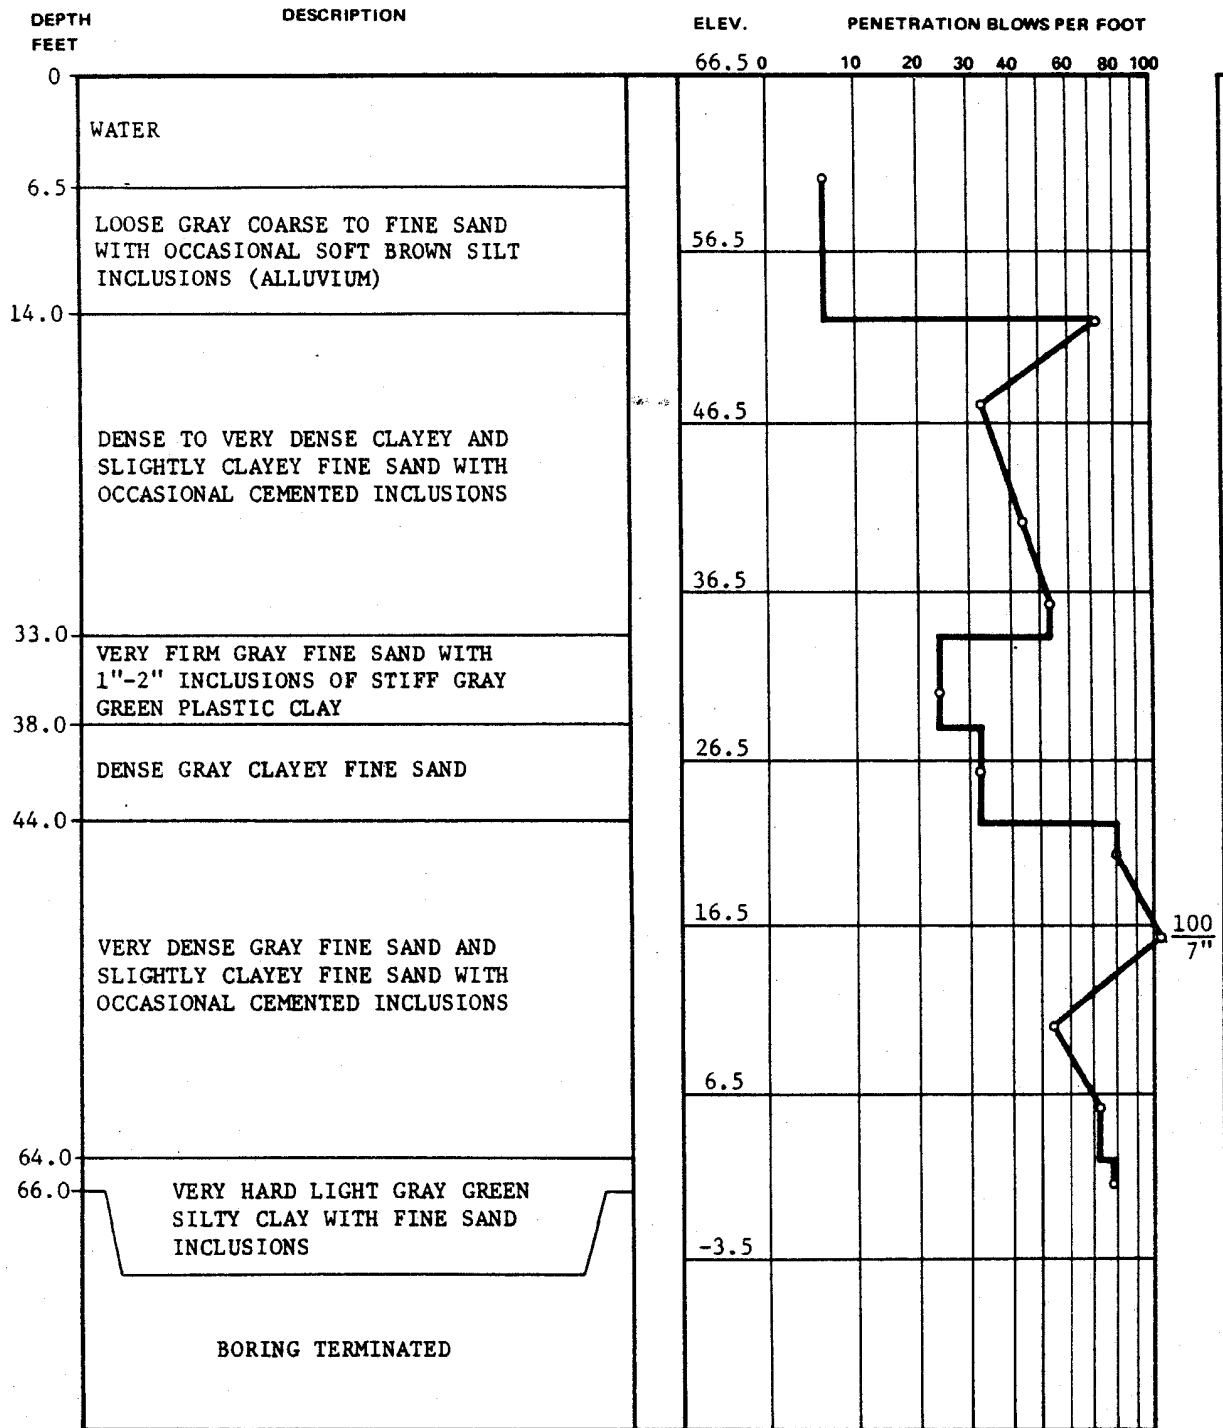 DEPTH
FEET
DESCRIPTION
ELEV.
PENETRATION BLOWS PER FOOT
66.5 0 10 20 30 40 60 80 100
0
WATER
6.5
LOOSE GRAY COARSE TO FINE SAND
WITH OCCASIONAL SOFT BROWN SILT
INCLUSIONS (ALLUVIUM)
56.5
14.0
DENSE TO VERY DENSE CLAYEY AND
SLIGHTLY CLAYEY FINE SAND WITH
OCCASIONAL CEMENTED INCLUSIONS
46.5
36.5
33.0
VERY FIRM GRAY FINE SAND WITH
1"-2" INCLUSIONS OF STIFF GRAY
GREEN PLASTIC CLAY
38.0
DENSE GRAY CLAYEY FINE SAND
26.5
44.0
VERY DENSE GRAY FINE SAND AND
SLIGHTLY CLAYEY FINE SAND WITH
OCCASIONAL CEMENTED INCLUSIONS
16.5
100
7"
6.5
64.0
66.0
VERY HARD LIGHT GRAY GREEN
SILTY CLAY WITH FINE SAND
INCLUSIONS
-3.5
BORING TERMINATED